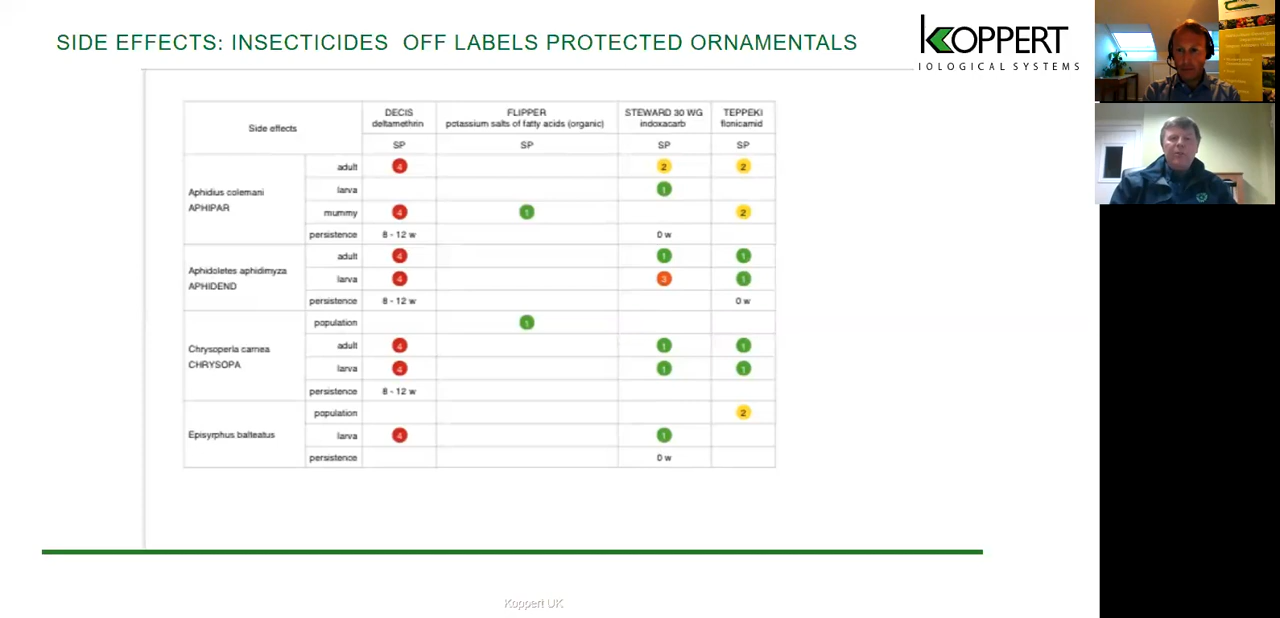 SIDE EFFECTS: INSECTICIDES OFF LABELS PROTECTED ORNAMENTALS
KOPPERT
IOLOGICAL SYSTEMS
Side effects
DECIS
deltamethrin
FLIPPER
potassium salts of fatty acids (organic)
STEWARD 30 WG
indoxacarb
TEPPEKI
flonicamid
SP SP SP SP
Aphidius colemani
APHIPAR
adult 4 2 2
larva 1
mummy 4 1 2
persistence 8 - 12 w 0 w
Aphidoletes aphidimyza
APHIDEND
adult 4 1 1
larva 4 3 1
persistence 8 - 12 w 0 w
Chrysoperla carnea
CHRYSOPA
population 1
adult 4 1 1
larva 4 1 1
persistence 8 - 12 w
Episyrphus balteatus
population 2
larva 4 1
persistence 0 w
Koppert UK